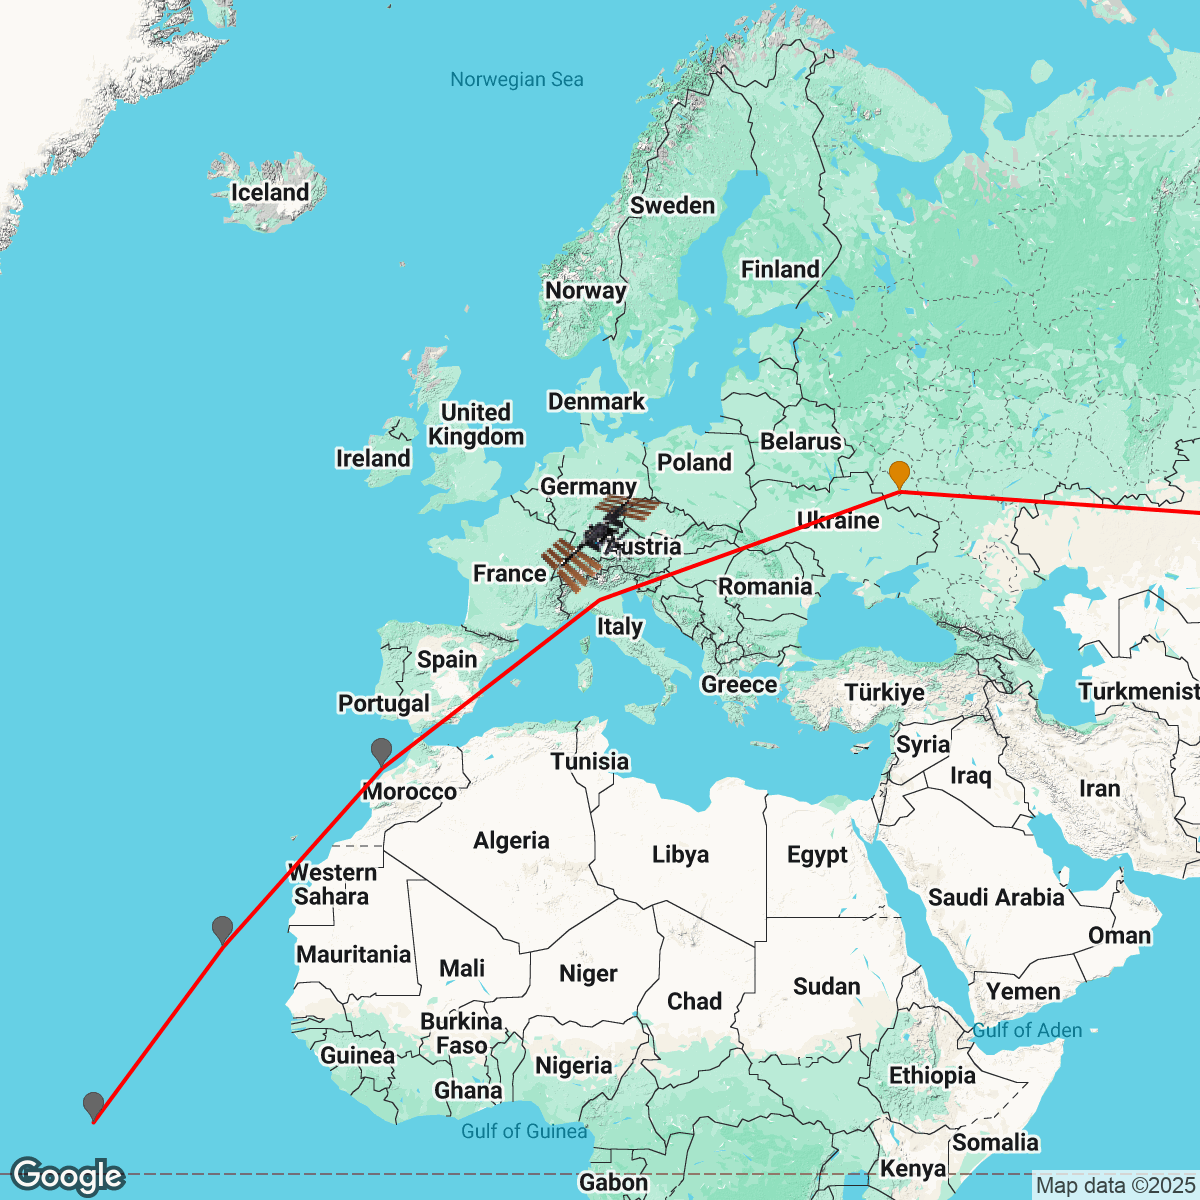 Norwegian Sea
Iceland
Sweden
Finland
Norway
Denmark
United
Kingdom
Ireland
Belarus
Poland
Germany
Ukraine
Austria
France
Romania
Italy
Spain
Greece
Türkiye
Turkmenist
Portugal
Syria
Tunisia
Iraq
Iran
Morocco
Algeria
Libya
Egypt
Western
Sahara
Saudi Arabia
Oman
Mauritania
Mali
Niger
Chad
Sudan
Yemen
Burkina
Faso
Gulf of Aden
Guinea
Nigeria
Ethiopia
Ghana
Gulf of Guinea
Somalia
Kenya
Gabon
Google
Map data ©2025